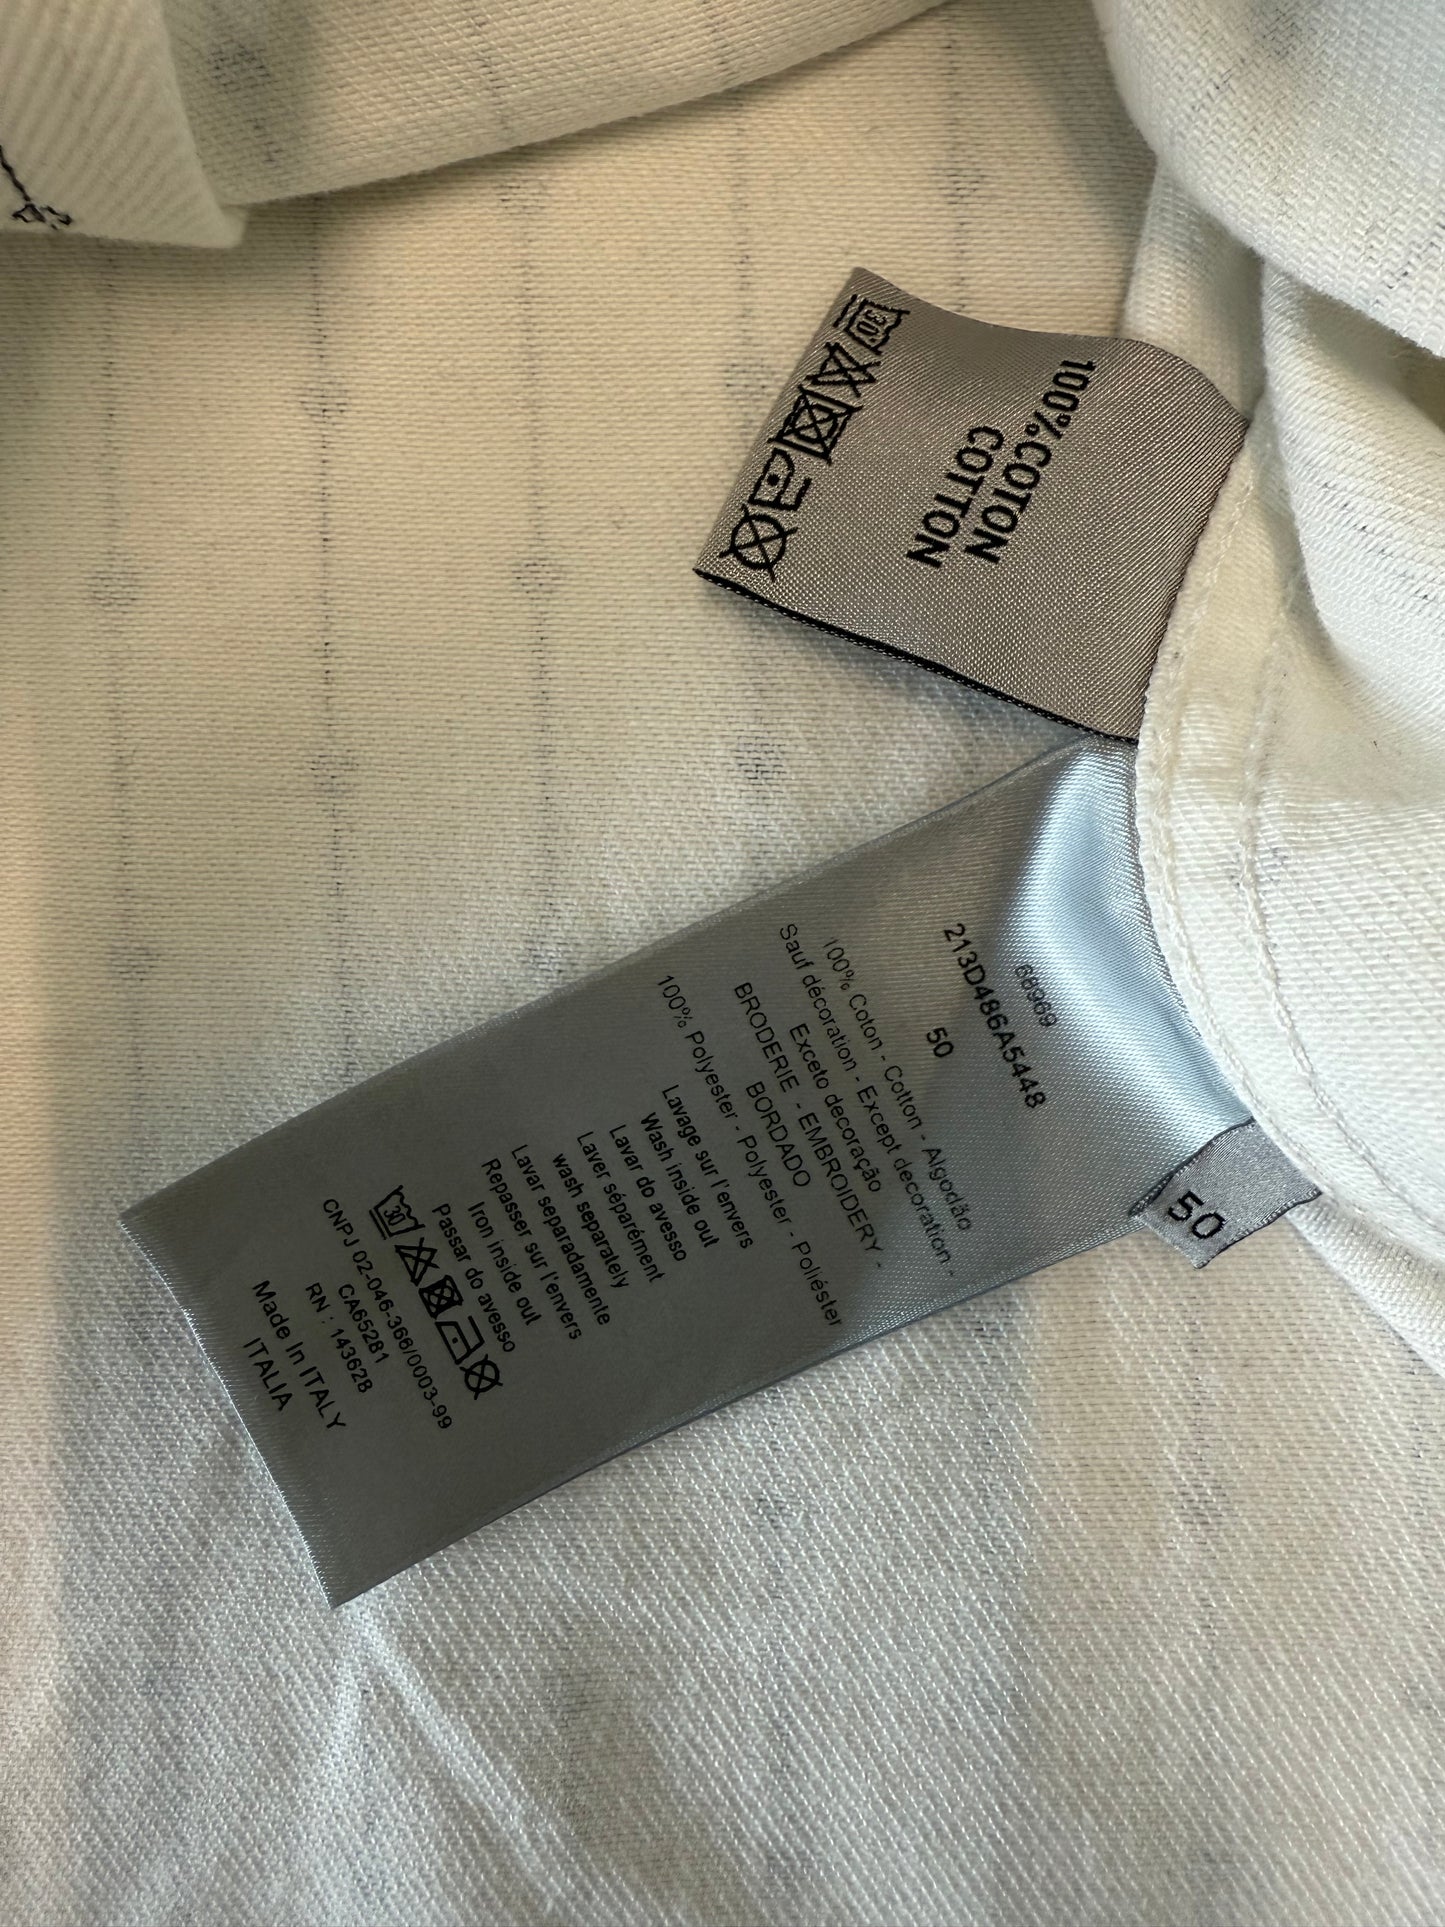 100% COTON
COTTON
30
68969
213D486A5448
50
100% Coton - Cotton - Algodão
Sauf décoration - Except decoration -
Exceto decoração
BRODERIE - EMBROIDERY -
BORDADO
100% Polyester - Polyester - Poliéster
Lavage sur l'envers
Wash inside out
Lavar do avesso
Laver séparément
wash separately
Lavar separadamente
Repasser sur l'envers
Iron inside out
Passar do avesso
30
CNPJ 02-046-366/0003-99
CA65281
RN : 143628
Made In ITALY
ITALIA
50